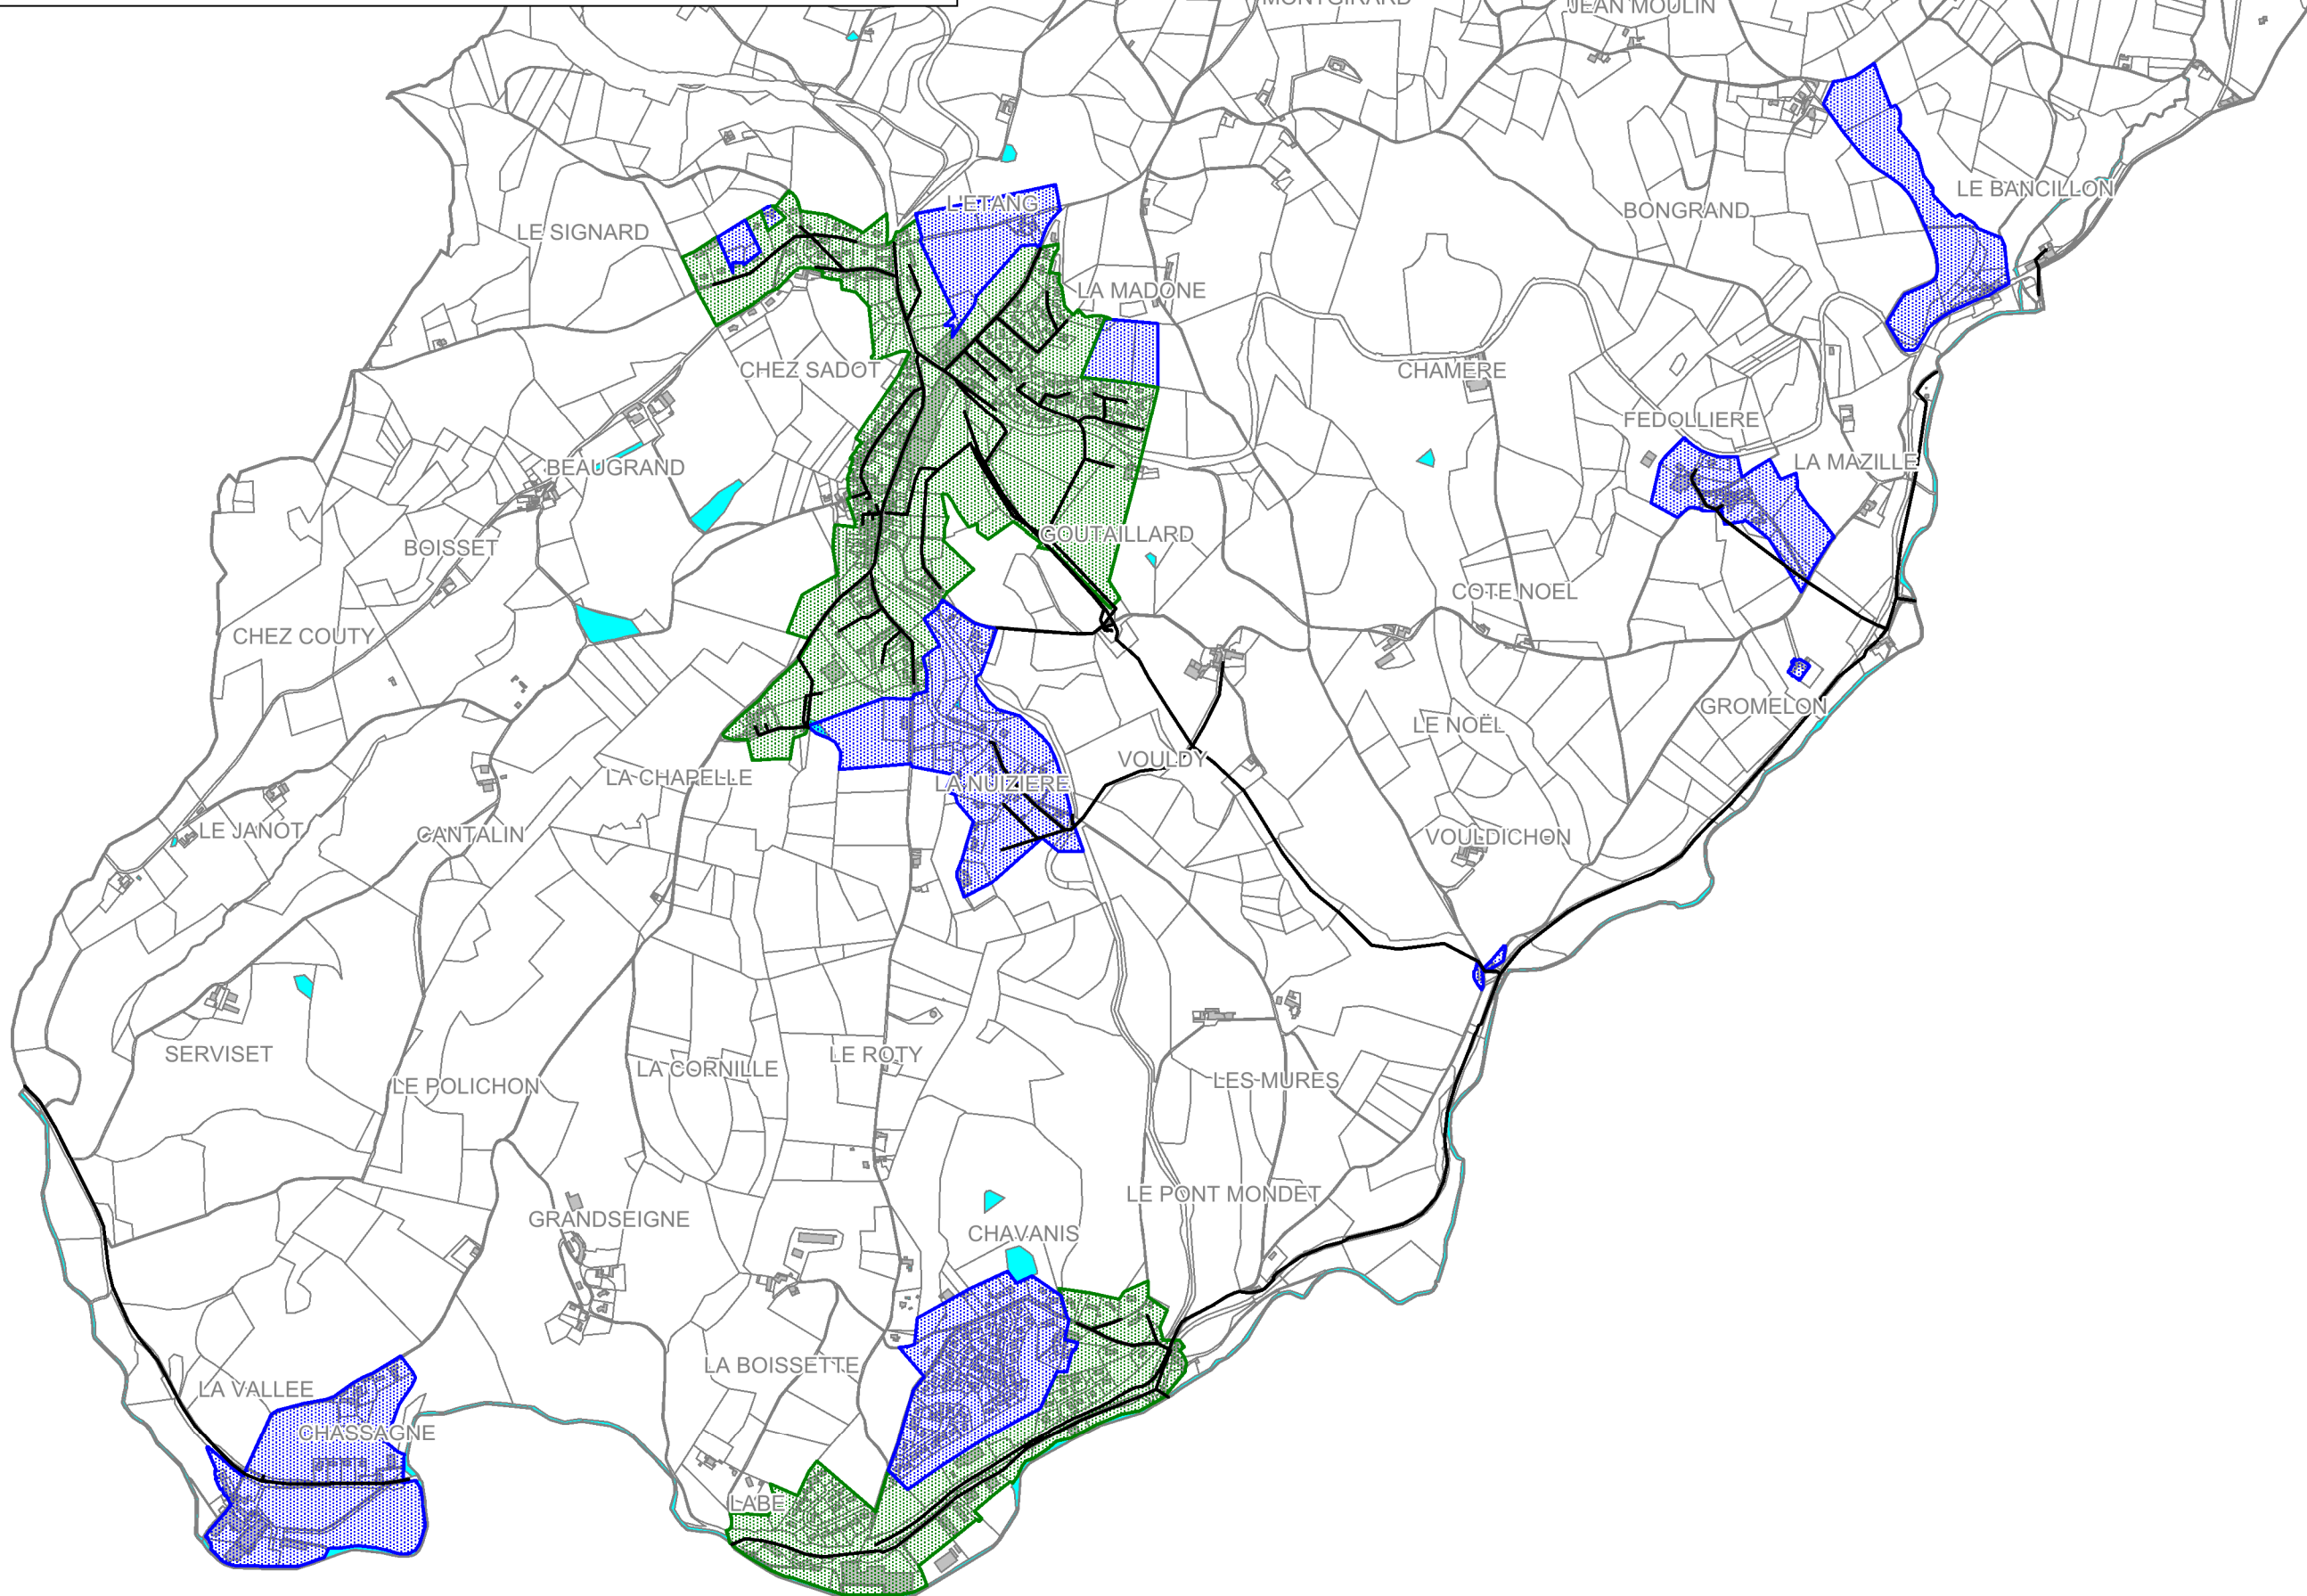 MONTGIRARD
JEAN MOULIN
LE BANCILLON
L'ETANG
BONGRAND
LE SIGNARD
LA MADONE
CHEZ SADOT
CHAMERE
FEDOLLIERE
LA MAZILLE
BEAUGRAND
GOUTAILLARD
BOISSET
COTE NOEL
CHEZ COUTY
GROMELON
LE NOËL
VOULDY
LA CHAPELLE
LA NUIZIERE
LE JANOT
CANTALIN
VOULDICHON
SERVISET
LE ROTY
LA CORNILLE
LES MURES
LE POLICHON
LE PONT MONDET
GRANDSEIGNE
CHAVANIS
LA BOISSETTE
LA VALLEE
CHASSAGNE
LABE